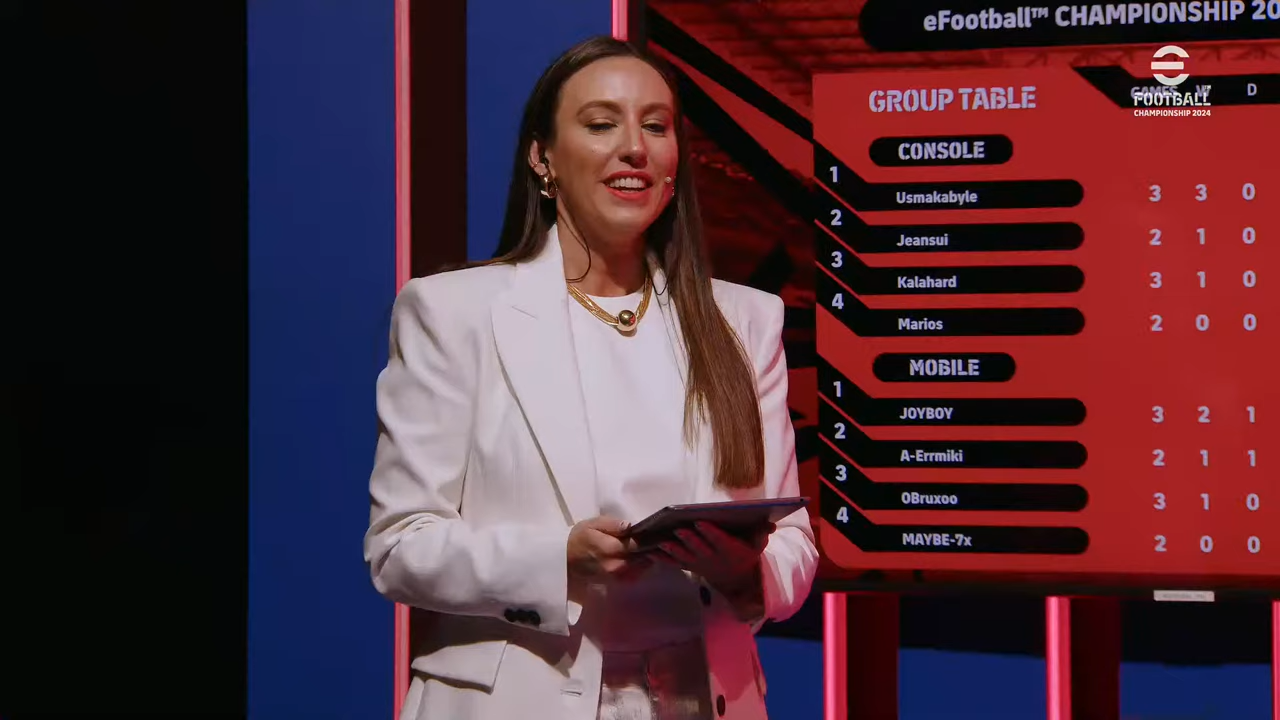 eFootball™ CHAMPIONSHIP 20
FOOTBALL
CHAMPIONSHIP 2024
GROUP TABLE
GAMES W D
CONSOLE
1 Usmakabyle 3 3 0
2 Jeansui 2 1 0
3 Kalahard 3 1 0
4 Marios 2 0 0
MOBILE
1 JOYBOY 3 2 1
2 A-Errmiki 2 1 1
3 OBruxoo 3 1 0
4 MAYBE-7x 2 0 0